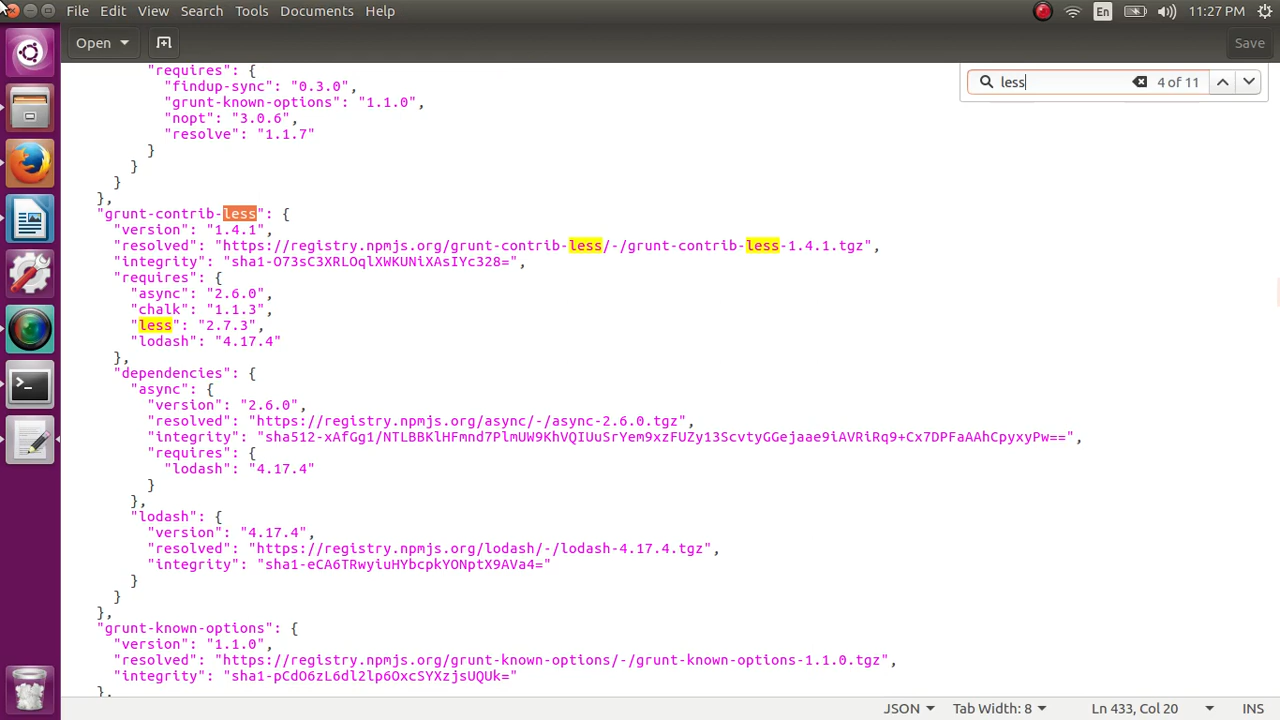 File Edit View Search Tools Documents Help
En
11:27 PM
Open
Save
less
4 of 11
"requires": {
"findup-sync": "0.3.0",
"grunt-known-options": "1.1.0",
"nopt": "3.0.6",
"resolve": "1.1.7"
}
}
}
},
"grunt-contrib-less": {
"version": "1.4.1",
"resolved": "https://registry.npmjs.org/grunt-contrib-less/-/grunt-contrib-less-1.4.1.tgz",
"integrity": "sha1-O73sC3XRLOqlXWKUNiXAsIYc328=",
"requires": {
"async": "2.6.0",
"chalk": "1.1.3",
"less": "2.7.3",
"lodash": "4.17.4"
},
"dependencies": {
"async": {
"version": "2.6.0",
"resolved": "https://registry.npmjs.org/async/-/async-2.6.0.tgz",
"integrity": "sha512-xAfGg1/NTLBBKlHFmnd7PlmUW9KhVQIUuSrYem9xzFUZy13ScvtyGGejaae9iAVRiRq9+Cx7DPFaAAhCpyxyPw==",
"requires": {
"lodash": "4.17.4"
}
},
"lodash": {
"version": "4.17.4",
"resolved": "https://registry.npmjs.org/lodash/-/lodash-4.17.4.tgz",
"integrity": "sha1-eCA6TRwyiuHYbcpkYONptX9AVa4="
}
}
},
"grunt-known-options": {
"version": "1.1.0",
"resolved": "https://registry.npmjs.org/grunt-known-options/-/grunt-known-options-1.1.0.tgz",
"integrity": "sha1-pCdO6zL6dl2lp6OxcSYXzjsUQUk="
},
JSON
Tab Width: 8
Ln 433, Col 20
INS